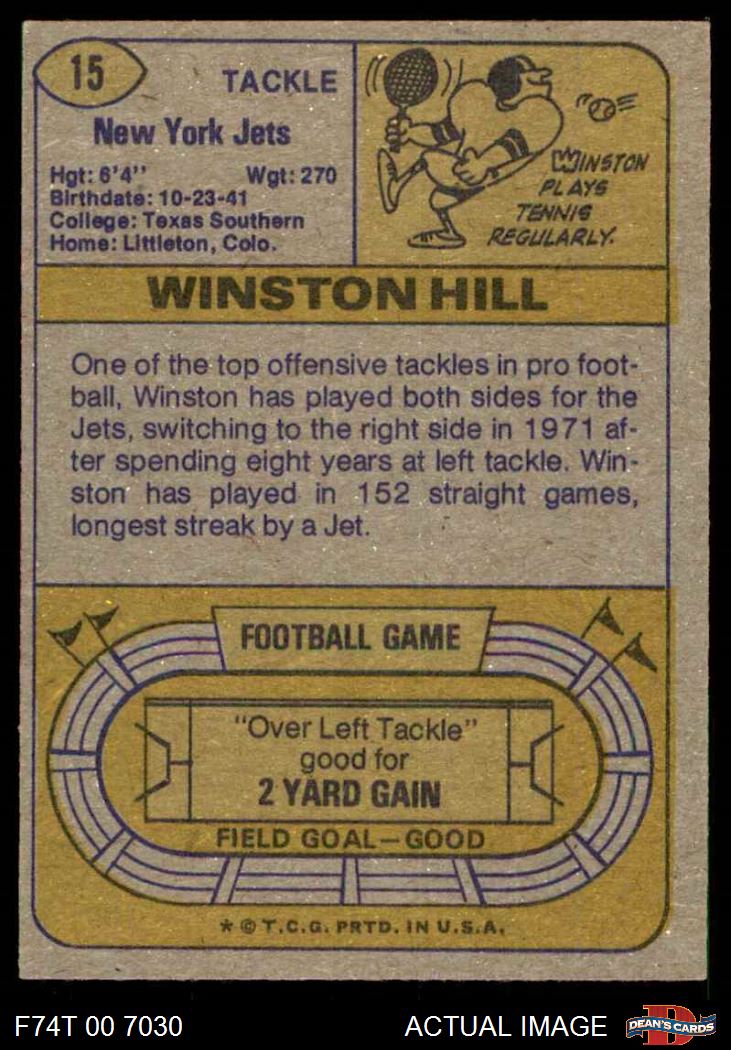 15
TACKLE
New York Jets
Hgt: 6'4'' Wgt: 270
Birthdate: 10-23-41
College: Texas Southern
Home: Littleton, Colo.
WINSTON
PLAYS
TENNIS
REGULARLY.
WINSTON HILL
One of the top offensive tackles in pro foot-
ball, Winston has played both sides for the
Jets, switching to the right side in 1971 af-
ter spending eight years at left tackle. Win-
ston has played in 152 straight games,
longest streak by a Jet.
FOOTBALL GAME
"Over Left Tackle"
good for
2 YARD GAIN
FIELD GOAL—GOOD
* © T.C.G. PRTD. IN U.S.A.
F74T 00 7030 ACTUAL IMAGE
D
DEAN'S CARDS